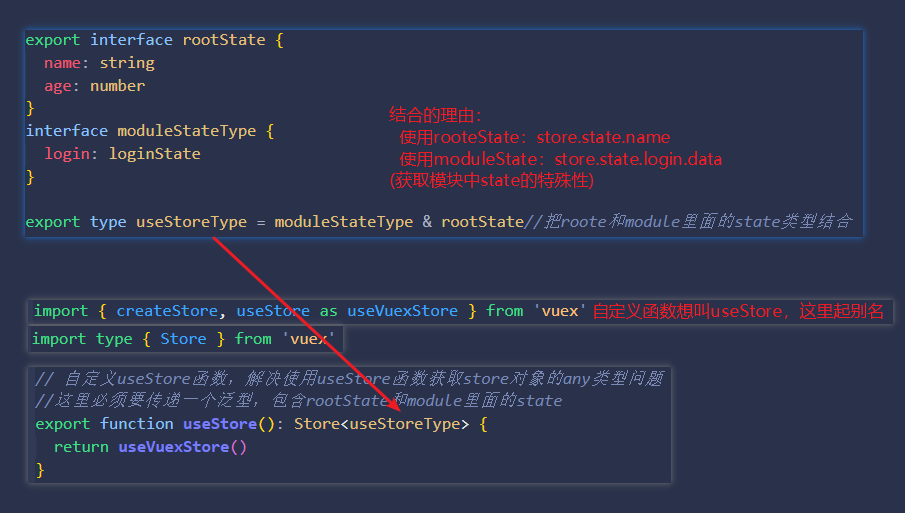 export interface rootState {
name: string
age: number
}
interface moduleStateType {
login: loginState
}
结合的理由:
使用rooteState：store.state.name
使用moduleState：store.state.login.data
(获取模块中state的特殊性)
export type useStoreType = moduleStateType & rootState//把roote和module里面的state类型结合
import { createStore, useStore as useVuexStore } from 'vuex' 自定义函数想叫useStore，这里起别名
import type { Store } from 'vuex'
// 自定义useStore函数，解决使用useStore函数获取store对象的any类型问题
//这里必须要传递一个泛型，包含rootState和module里面的state
export function useStore(): Store<useStoreType> {
return useVuexStore()
}